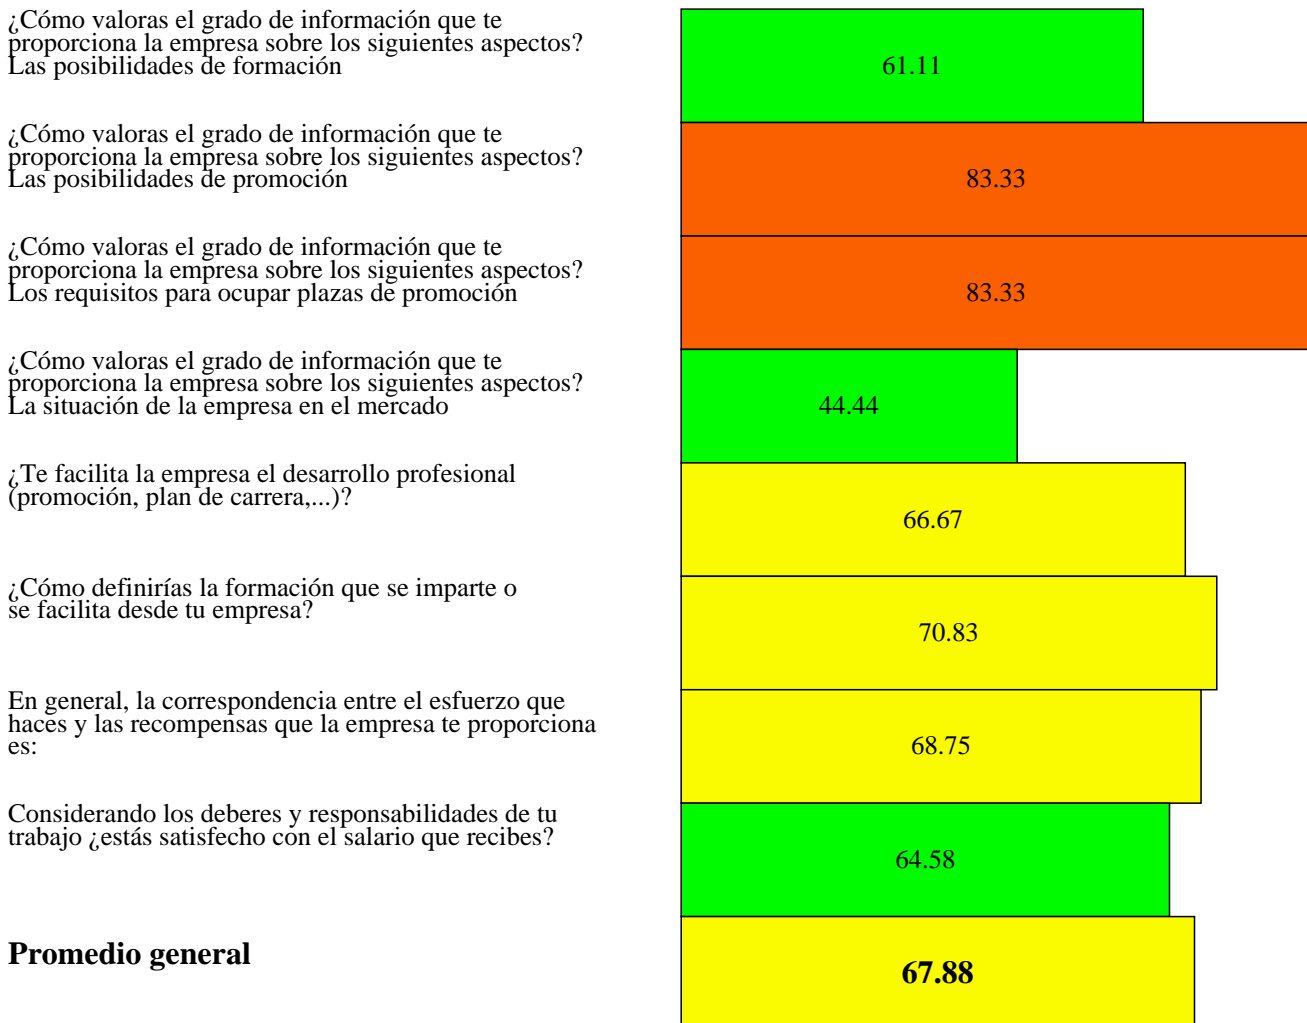 ¿Cómo valoras el grado de información que te
proporciona la empresa sobre los siguientes aspectos?
Las posibilidades de formación
61.11
¿Cómo valoras el grado de información que te
proporciona la empresa sobre los siguientes aspectos?
Las posibilidades de promoción
83.33
¿Cómo valoras el grado de información que te
proporciona la empresa sobre los siguientes aspectos?
Los requisitos para ocupar plazas de promoción
83.33
¿Cómo valoras el grado de información que te
proporciona la empresa sobre los siguientes aspectos?
La situación de la empresa en el mercado
44.44
¿Te facilita la empresa el desarrollo profesional
(promoción, plan de carrera,...)?
66.67
¿Cómo definirías la formación que se imparte o
se facilita desde tu empresa?
70.83
En general, la correspondencia entre el esfuerzo que
haces y las recompensas que la empresa te proporciona
es:
68.75
Considerando los deberes y responsabilidades de tu
trabajo ¿estás satisfecho con el salario que recibes?
64.58
Promedio general
67.88